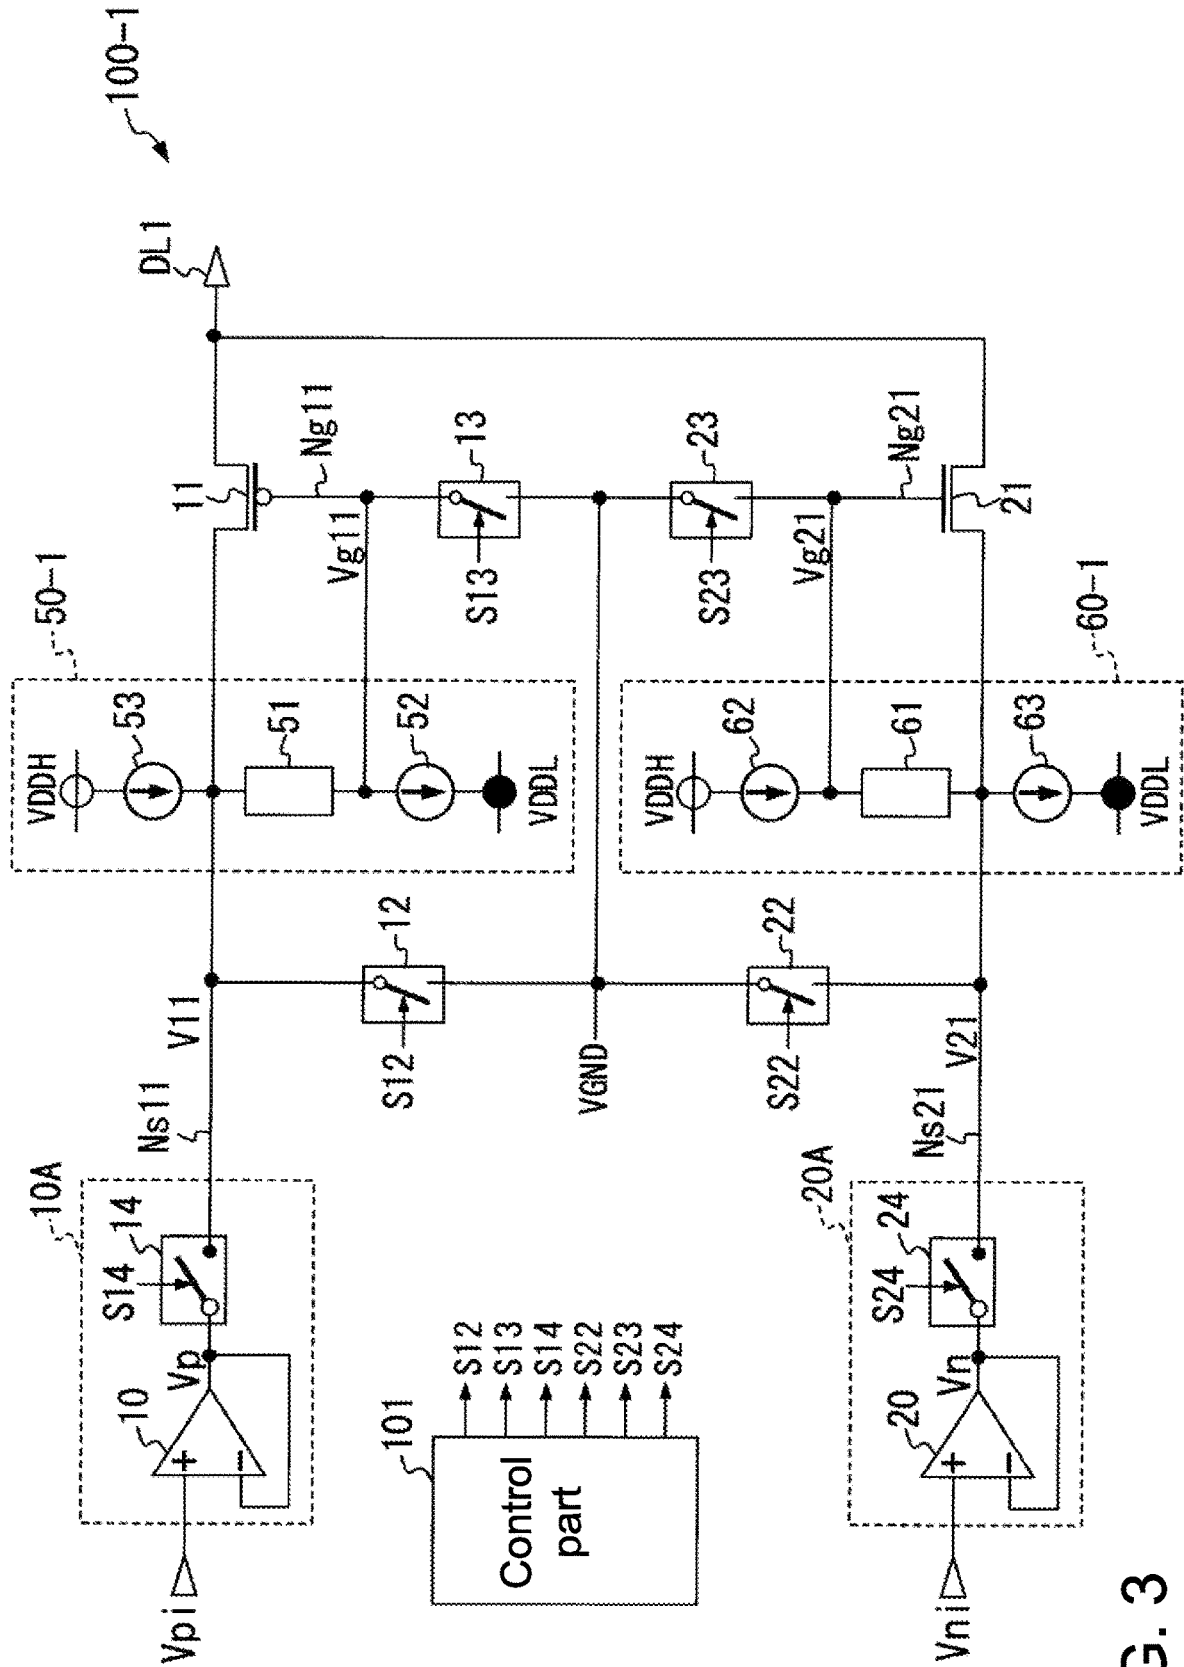 100-1
DL1
50-1
VDDH
53
51
52
VDDL
11
Ng11
Vg11
13
S13
10A
S14
14
Vp
10
+
−
Vpi
Ns11
V11
12
S12
VGND
101
Control
part
S12
S13
S14
S22
S23
S24
23
S23
Vg21
Ng21
21
60-1
VDDH
62
61
63
VDDL
22
S22
V21
Ns21
20A
S24
24
Vn
20
+
−
Vni
G. 3